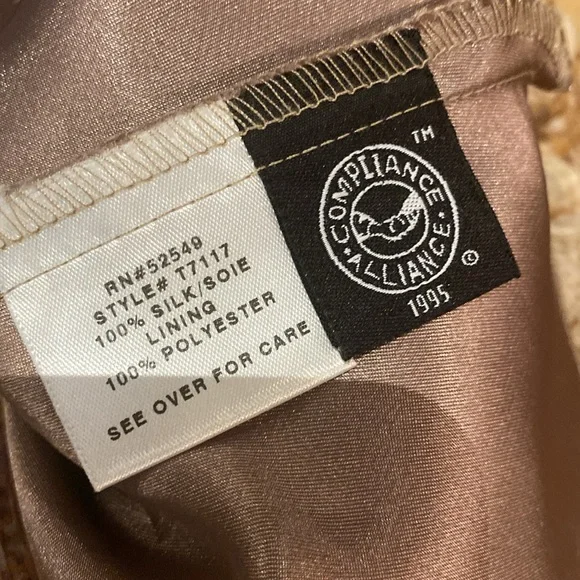 RN#52549
STYLE# T7117
100% SILK/SOIE
LINING
100% POLYESTER
SEE OVER FOR CARE
TM
COMPLIANCE
ALLIANCE
©
1995